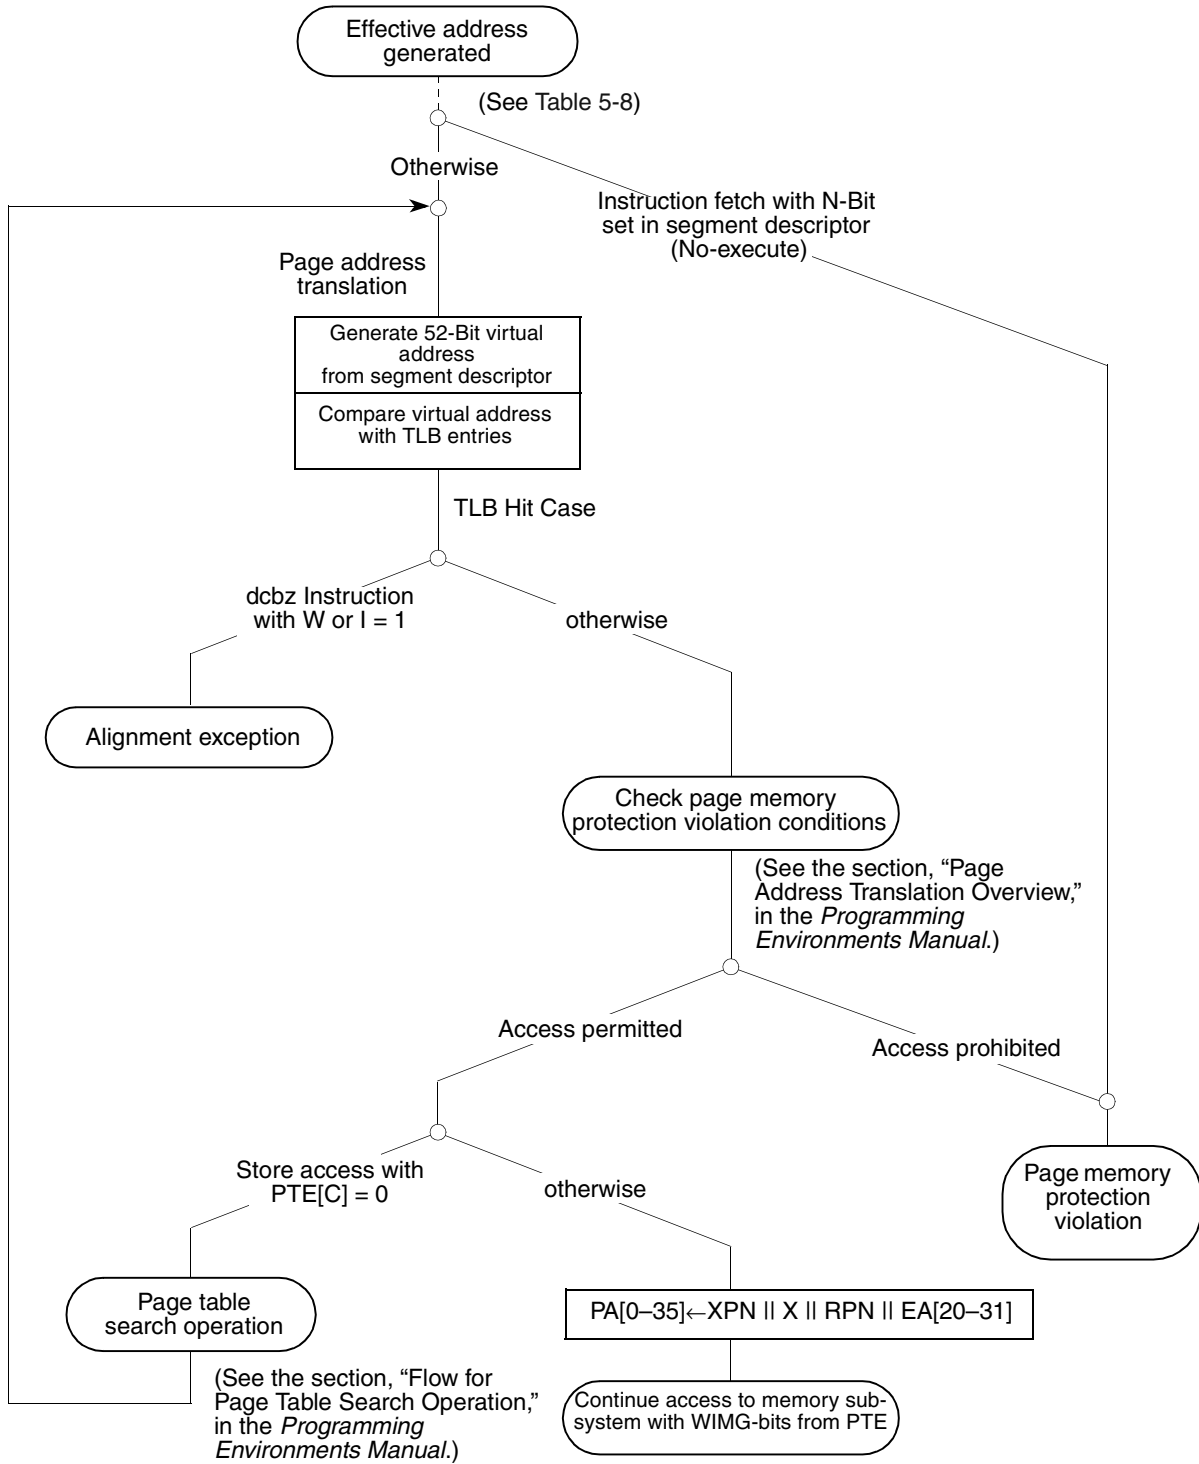 Effective address
generated
(See Table 5-8)
Otherwise
Instruction fetch with N-Bit
set in segment descriptor
(No-execute)
Page address
translation
Generate 52-Bit virtual
address
from segment descriptor
Compare virtual address
with TLB entries
TLB Hit Case
dcbz Instruction
with W or I = 1
otherwise
Alignment exception
Check page memory
protection violation conditions
(See the section, “Page
Address Translation Overview,”
in the Programming
Environments Manual.)
Access permitted
Access prohibited
Store access with
PTE[C] = 0
otherwise
Page memory
protection
violation
Page table
search operation
PA[0–35]←XPN || X || RPN || EA[20–31]
(See the section, “Flow for
Page Table Search Operation,”
in the Programming
Environments Manual.)
Continue access to memory sub-
system with WIMG-bits from PTE